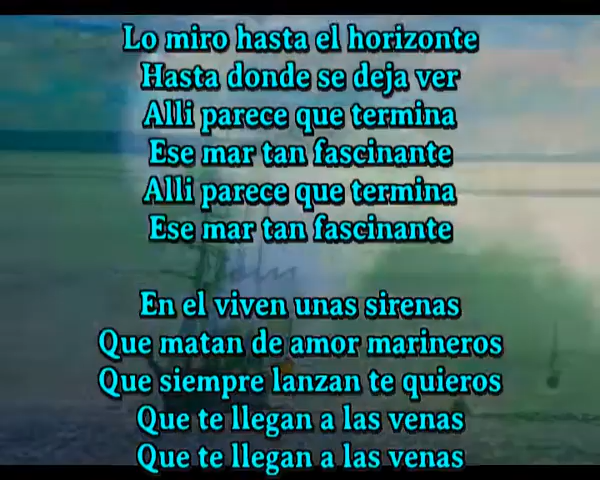 Lo miro hasta el horizonte
Hasta donde se deja ver
Alli parece que termina
Ese mar tan fascinante
Alli parece que termina
Ese mar tan fascinante
En el viven unas sirenas
Que matan de amor marineros
Que siempre lanzan te quieros
Que te llegan a las venas
Que te llegan a las venas